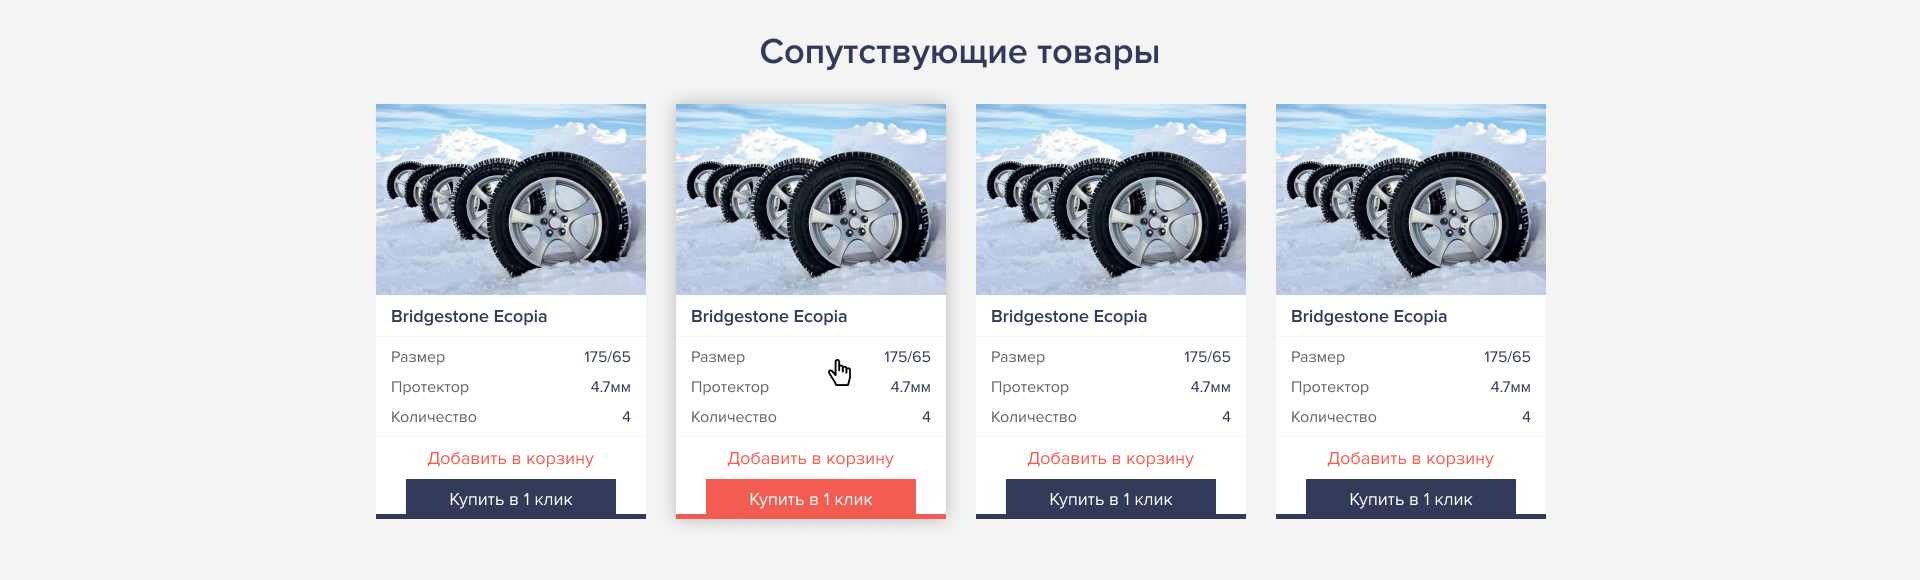 Сопутствующие товары
Bridgestone Ecopia
Размер 175/65
Протектор 4.7мм
Количество 4
Добавить в корзину
Купить в 1 клик
Bridgestone Ecopia
Размер 175/65
Протектор 4.7мм
Количество 4
Добавить в корзину
Купить в 1 клик
Bridgestone Ecopia
Размер 175/65
Протектор 4.7мм
Количество 4
Добавить в корзину
Купить в 1 клик
Bridgestone Ecopia
Размер 175/65
Протектор 4.7мм
Количество 4
Добавить в корзину
Купить в 1 клик